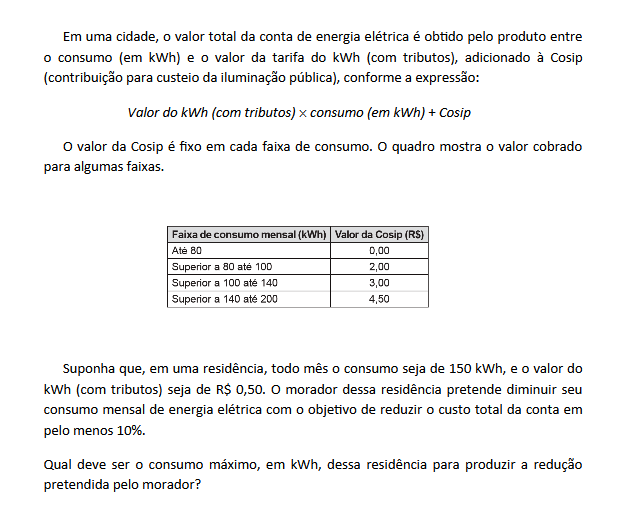 Em uma cidade, o valor total da conta de energia elétrica é obtido pelo produto entre
o consumo (em kWh) e o valor da tarifa do kWh (com tributos), adicionado à Cosip
(contribuição para custeio da iluminação pública), conforme a expressão:
Valor do kWh (com tributos) x consumo (em kWh) + Cosip
O valor da Cosip é fixo em cada faixa de consumo. O quadro mostra o valor cobrado
para algumas faixas.
Faixa de consumo mensal (kWh) Valor da Cosip (R$)
Até 80 0,00
Superior a 80 até 100 2,00
Superior a 100 até 140 3,00
Superior a 140 até 200 4,50
Suponha que, em uma residência, todo mês o consumo seja de 150 kWh, e o valor do
kWh (com tributos) seja de R$ 0,50. O morador dessa residência pretende diminuir seu
consumo mensal de energia elétrica com o objetivo de reduzir o custo total da conta em
pelo menos 10%.
Qual deve ser o consumo máximo, em kWh, dessa residência para produzir a redução
pretendida pelo morador?